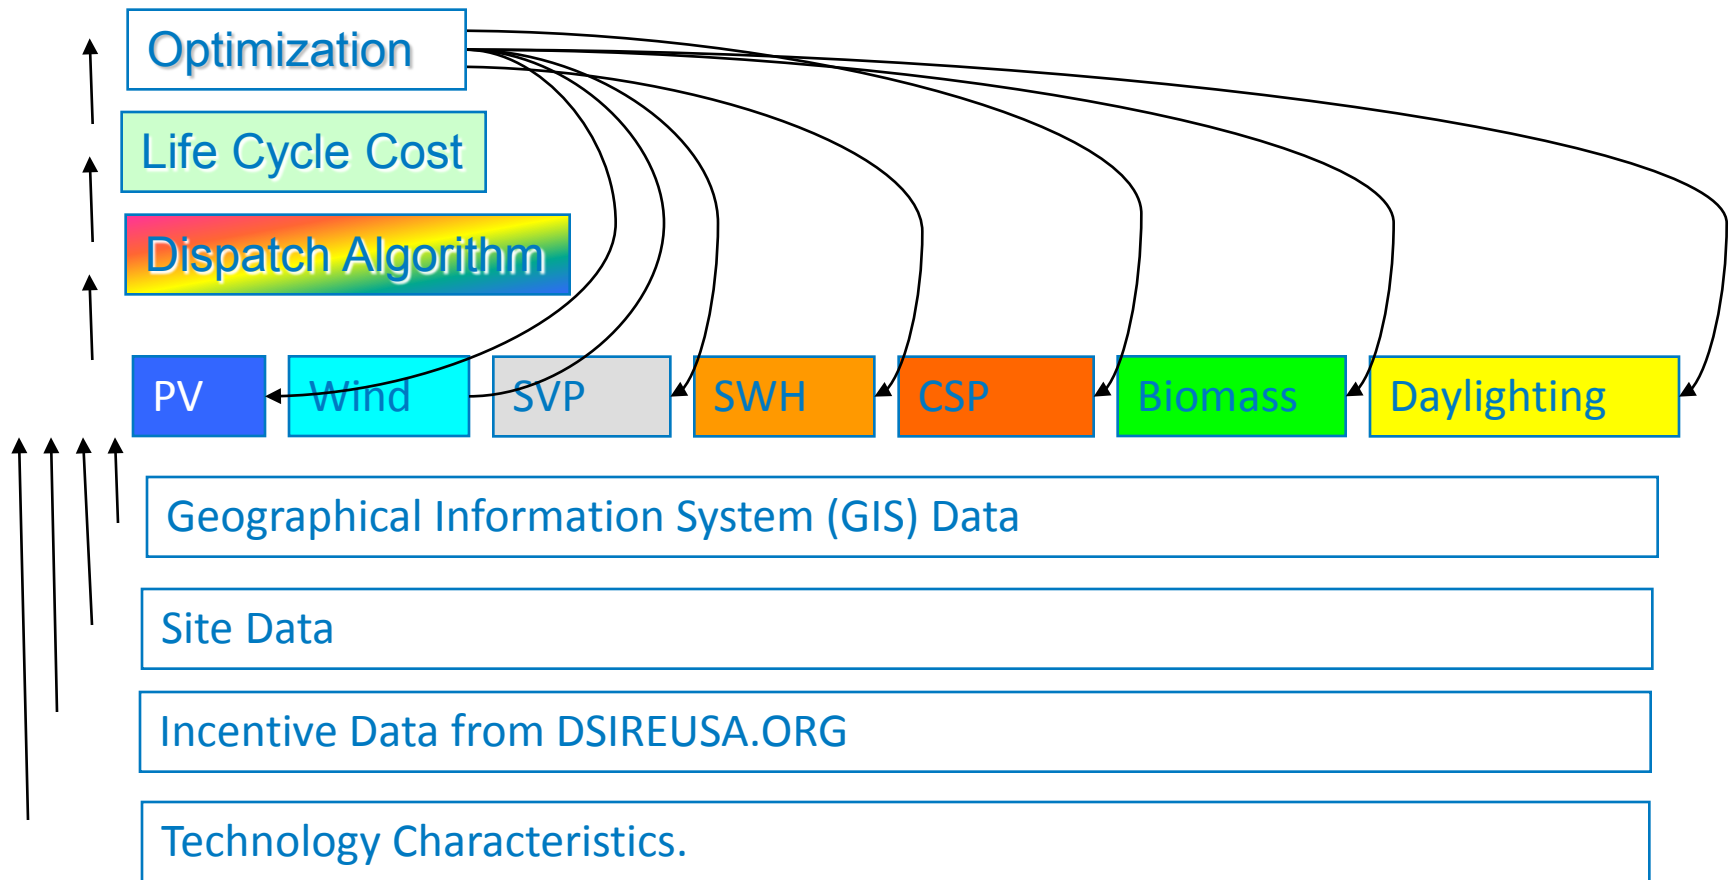 Optimization
Life Cycle Cost
Dispatch Algorithm
PV Wind SVP SWH CSP Biomass Daylighting
Geographical Information System (GIS) Data
Site Data
Incentive Data from DSIREUSA.ORG
Technology Characteristics.